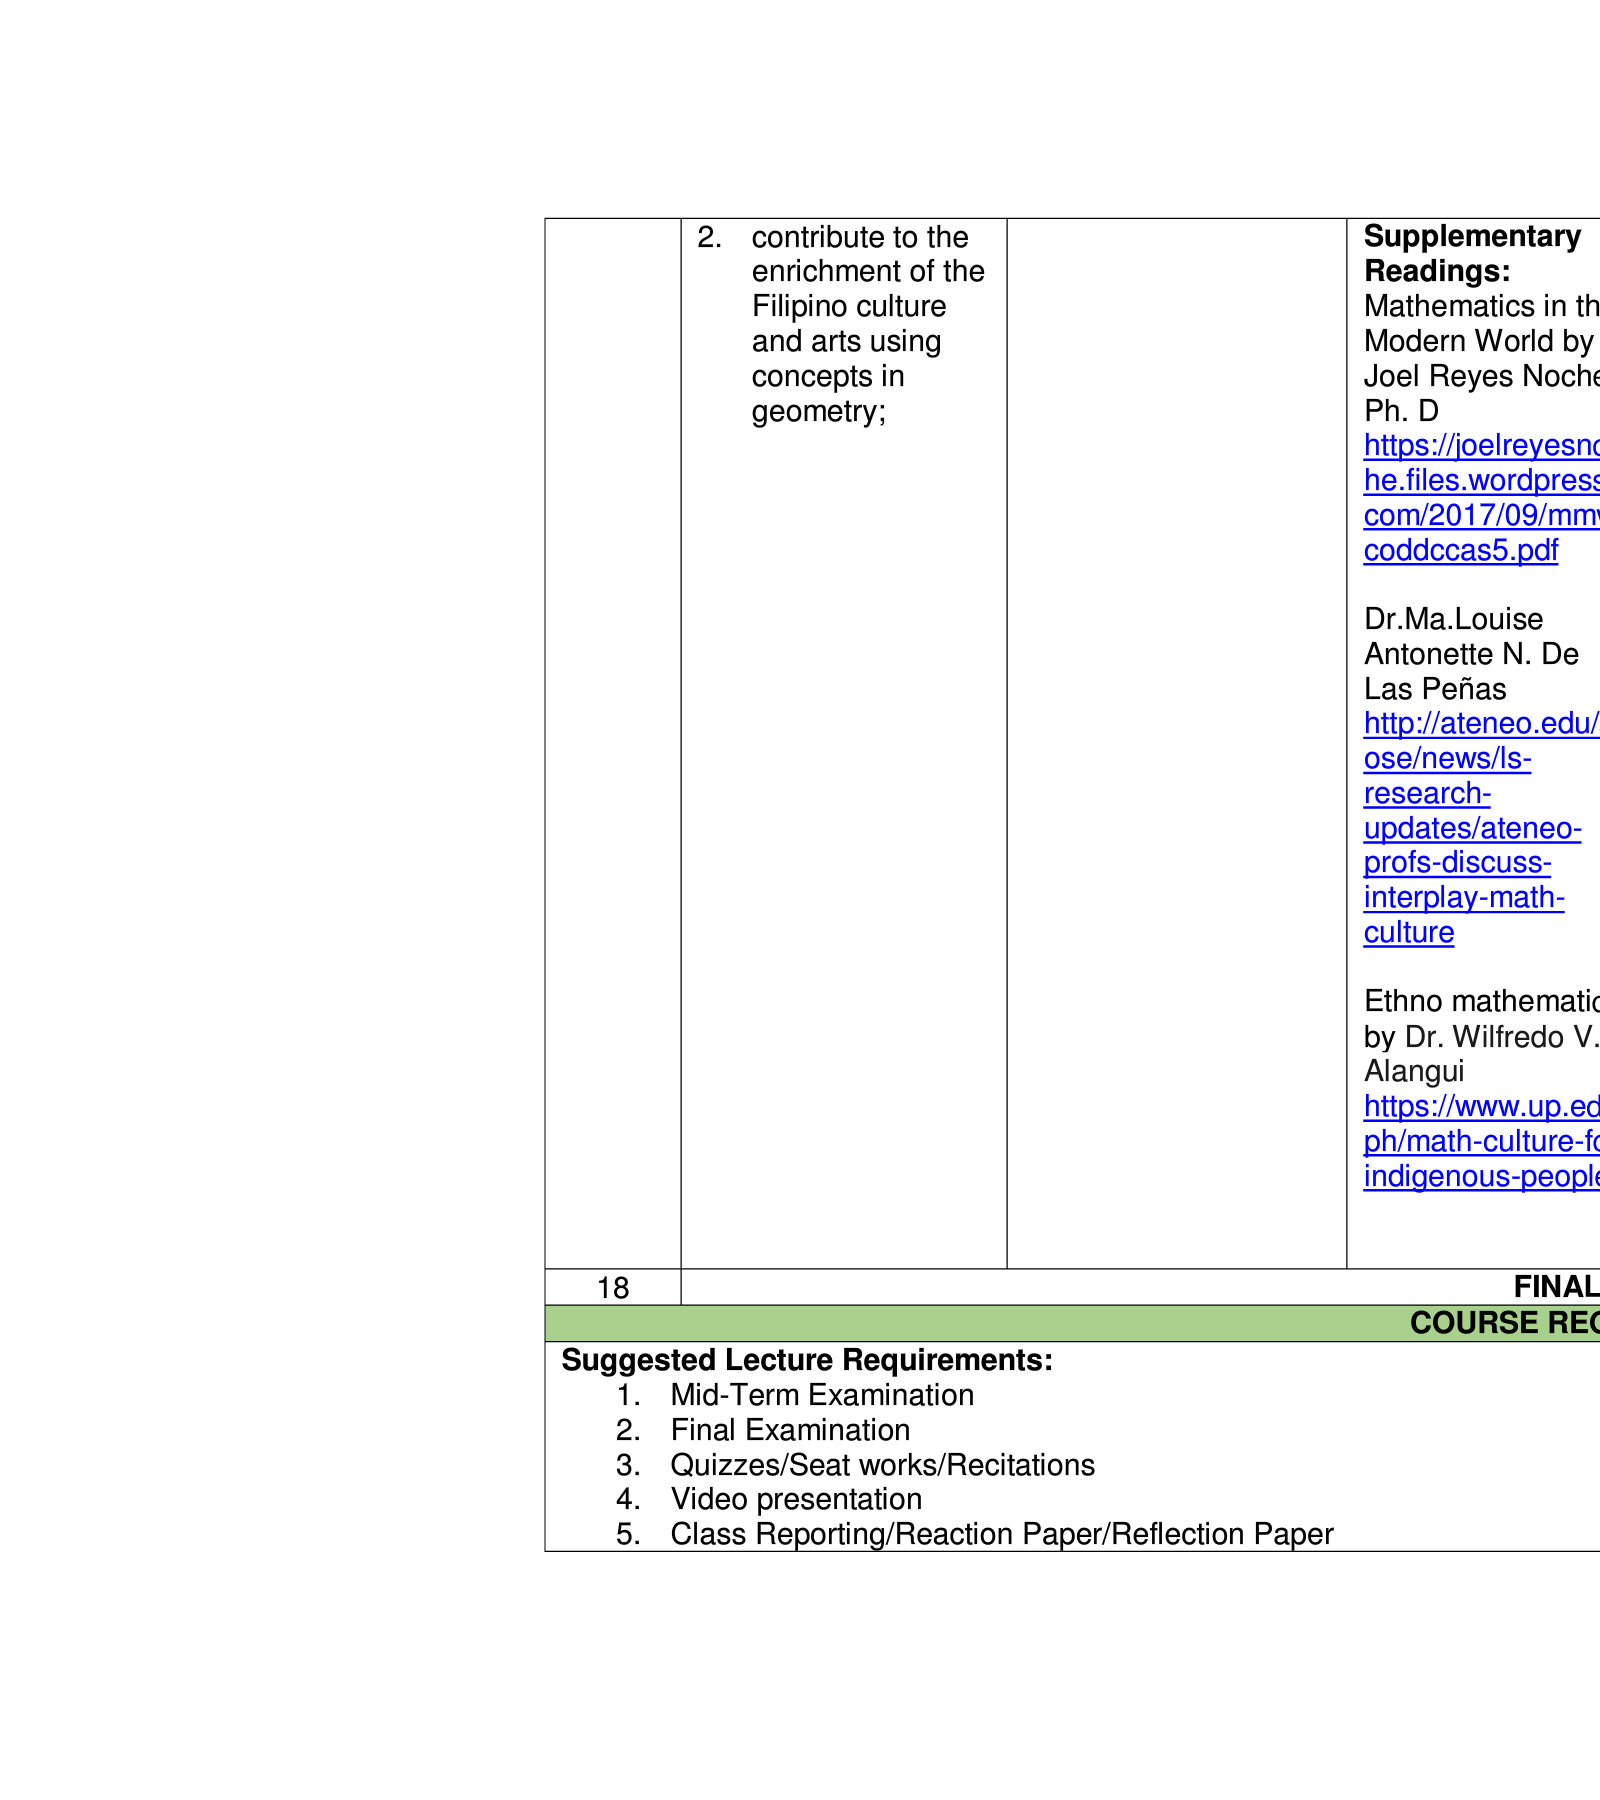 2. contribute to the
enrichment of the
Filipino culture
and arts using
concepts in
geometry;
Supplementary
Readings:
Mathematics in th
Modern World by
Joel Reyes Noche
Ph. D
https://joelreyesno
he.files.wordpress
com/2017/09/mmw
coddccas5.pdf
Dr.Ma.Louise
Antonette N. De
Las Peñas
http://ateneo.edu/
ose/news/ls-
research-
updates/ateneo-
profs-discuss-
interplay-math-
culture
Ethno mathematic
by Dr. Wilfredo V.
Alangui
https://www.up.ed
ph/math-culture-fo
indigenous-people
18 FINAL
COURSE REQ
Suggested Lecture Requirements:
1. Mid-Term Examination
2. Final Examination
3. Quizzes/Seat works/Recitations
4. Video presentation
5. Class Reporting/Reaction Paper/Reflection Paper